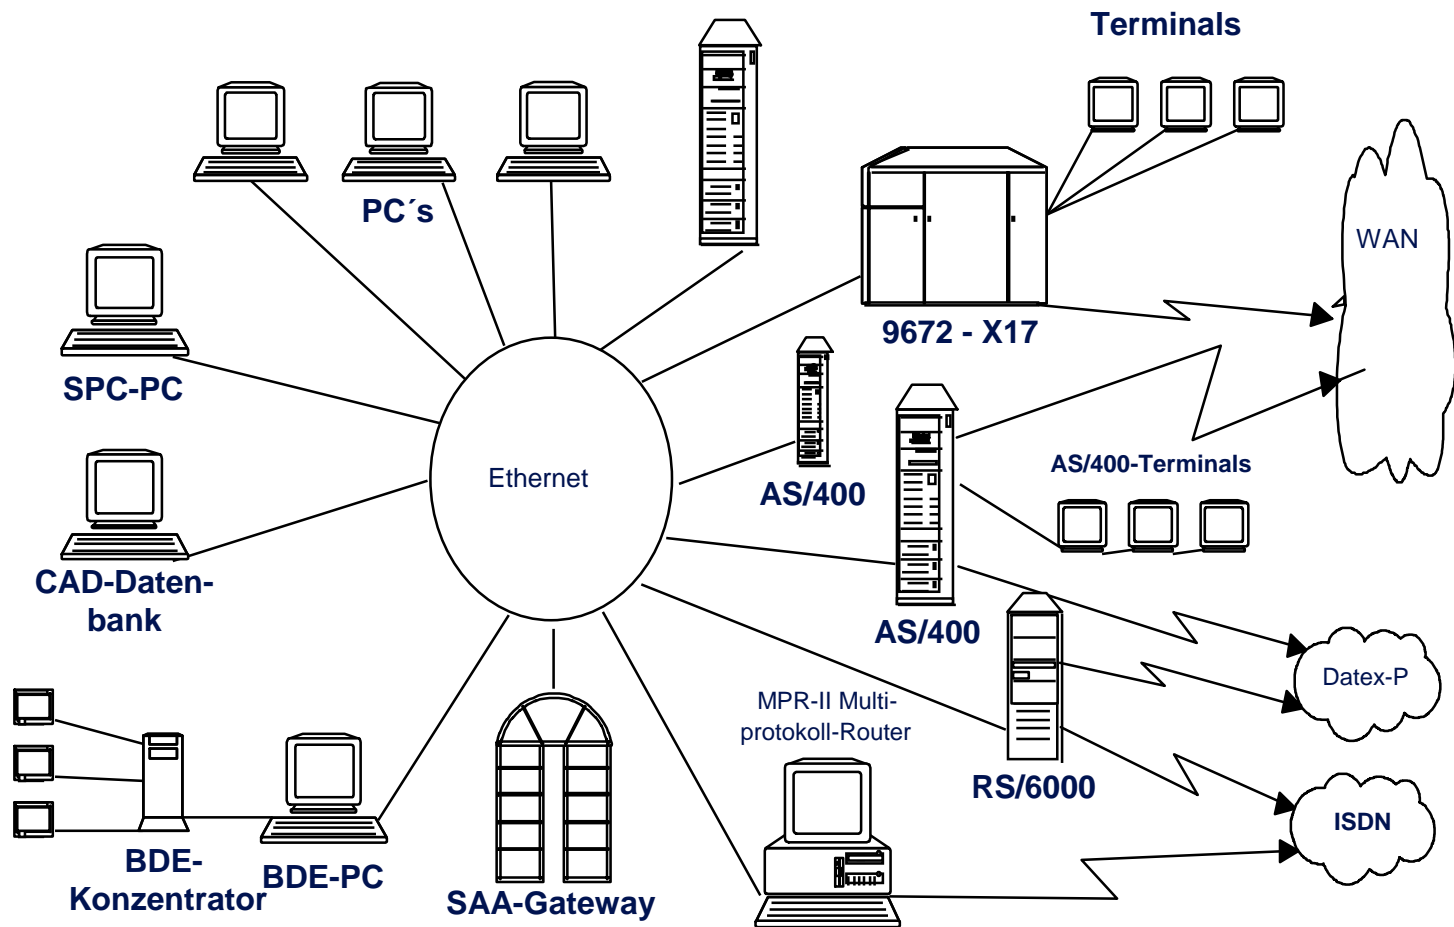 Terminals
PC´s
WAN
SPC-PC
9672 - X17
Ethernet
AS/400
AS/400-Terminals
CAD-Daten-
bank
AS/400
Datex-P
MPR-II Multi-
protokoll-Router
RS/6000
ISDN
BDE-
Konzentrator
BDE-PC
SAA-Gateway